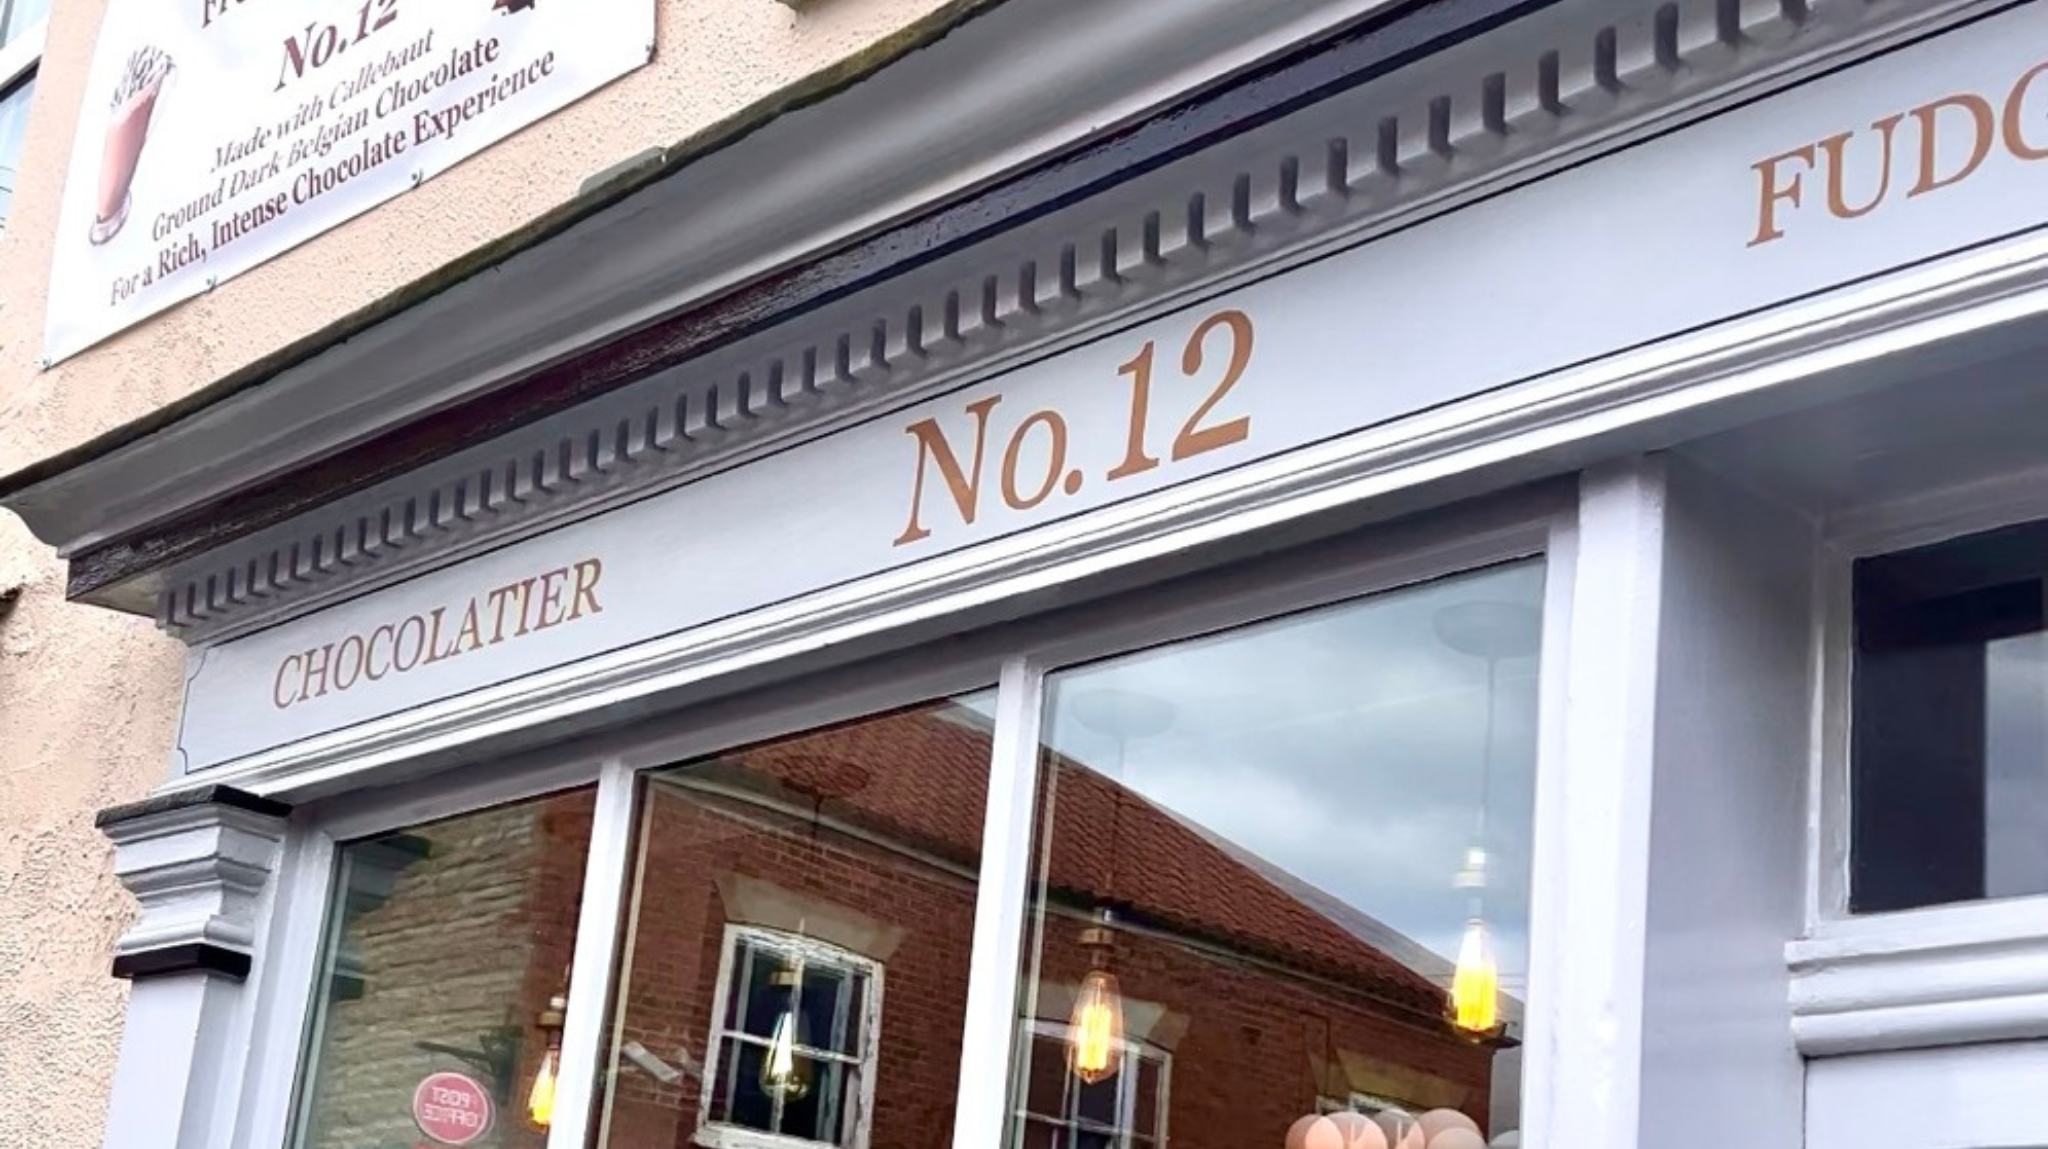 No.12
Made with Callebaut
Ground Dark Belgian Chocolate
For a Rich, Intense Chocolate Experience
CHOCOLATIER
No.12
FUDG
POST
OFFICE